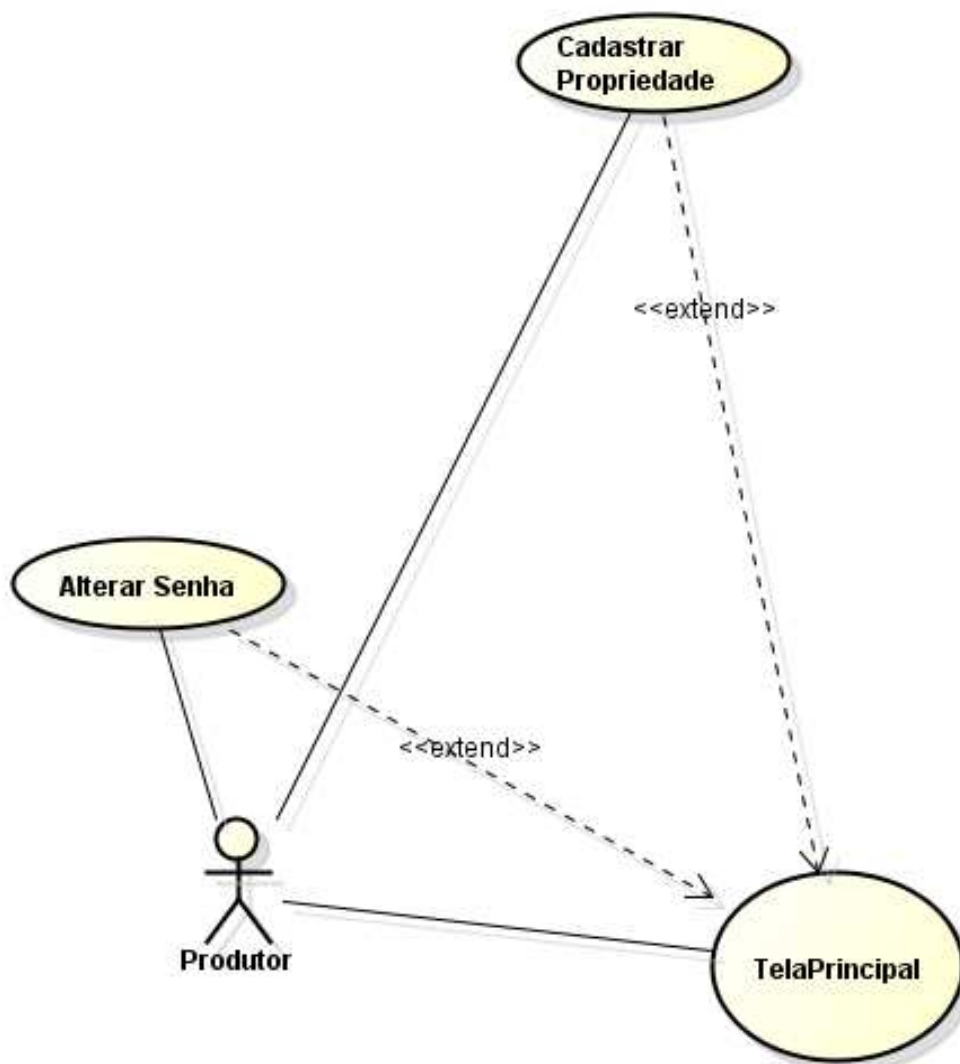 Cadastrar
Propriedade
<<extend>>
Alterar Senha
<<extend>>
Produtor
TelaPrincipal